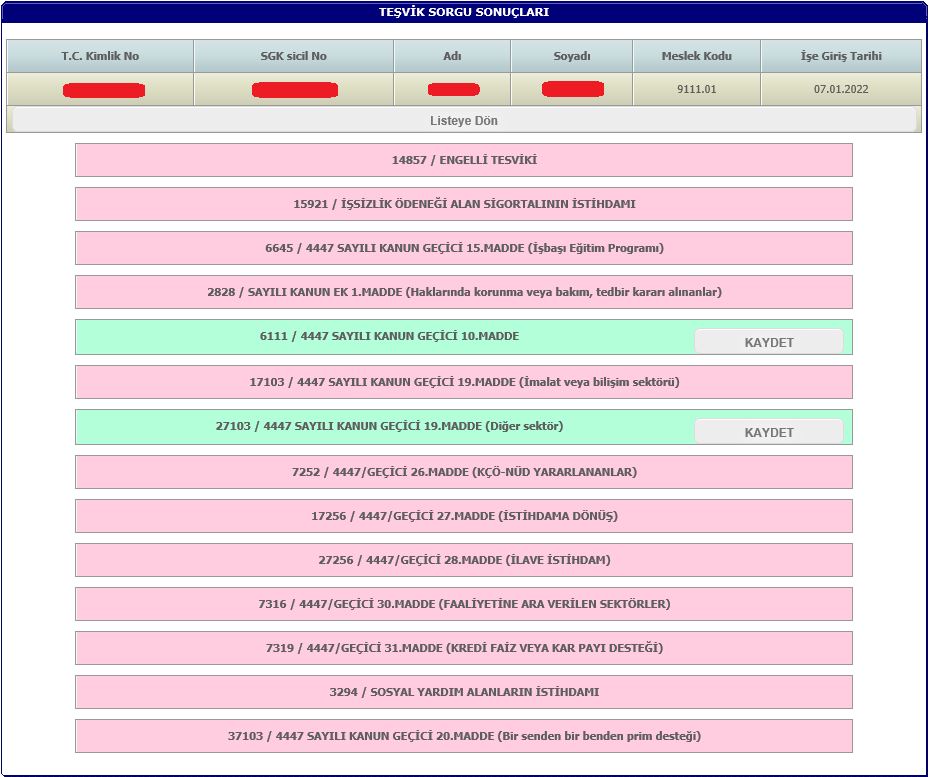 TEŞVİK SORGU SONUÇLARI
T.C. Kimlik No SGK sicil No Adı Soyadı Meslek Kodu İşe Giriş Tarihi
9111.01 07.01.2022
Listeye Dön
14857 / ENGELLİ TESVİKİ
15921 / İŞSİZLİK ÖDENEĞİ ALAN SİGORTALININ İSTİHDAMI
6645 / 4447 SAYILI KANUN GEÇİCİ 15.MADDE (İşbaşı Eğitim Programı)
2828 / SAYILI KANUN EK 1.MADDE (Haklarında korunma veya bakım, tedbir kararı alınanlar)
6111 / 4447 SAYILI KANUN GEÇİCİ 10.MADDE KAYDET
17103 / 4447 SAYILI KANUN GEÇİCİ 19.MADDE (İmalat veya bilişim sektörü)
27103 / 4447 SAYILI KANUN GEÇİCİ 19.MADDE (Diğer sektör) KAYDET
7252 / 4447/GEÇİCİ 26.MADDE (KÇÖ-NÜD YARARLANANLAR)
17256 / 4447/GEÇİCİ 27.MADDE (İSTİHDAMA DÖNÜŞ)
27256 / 4447/GEÇİCİ 28.MADDE (İLAVE İSTİHDAM)
7316 / 4447/GEÇİCİ 30.MADDE (FAALİYETİNE ARA VERİLEN SEKTÖRLER)
7319 / 4447/GEÇİCİ 31.MADDE (KREDİ FAİZ VEYA KAR PAYI DESTEĞİ)
3294 / SOSYAL YARDIM ALANLARIN İSTİHDAMI
37103 / 4447 SAYILI KANUN GEÇİCİ 20.MADDE (Bir senden bir benden prim desteği)